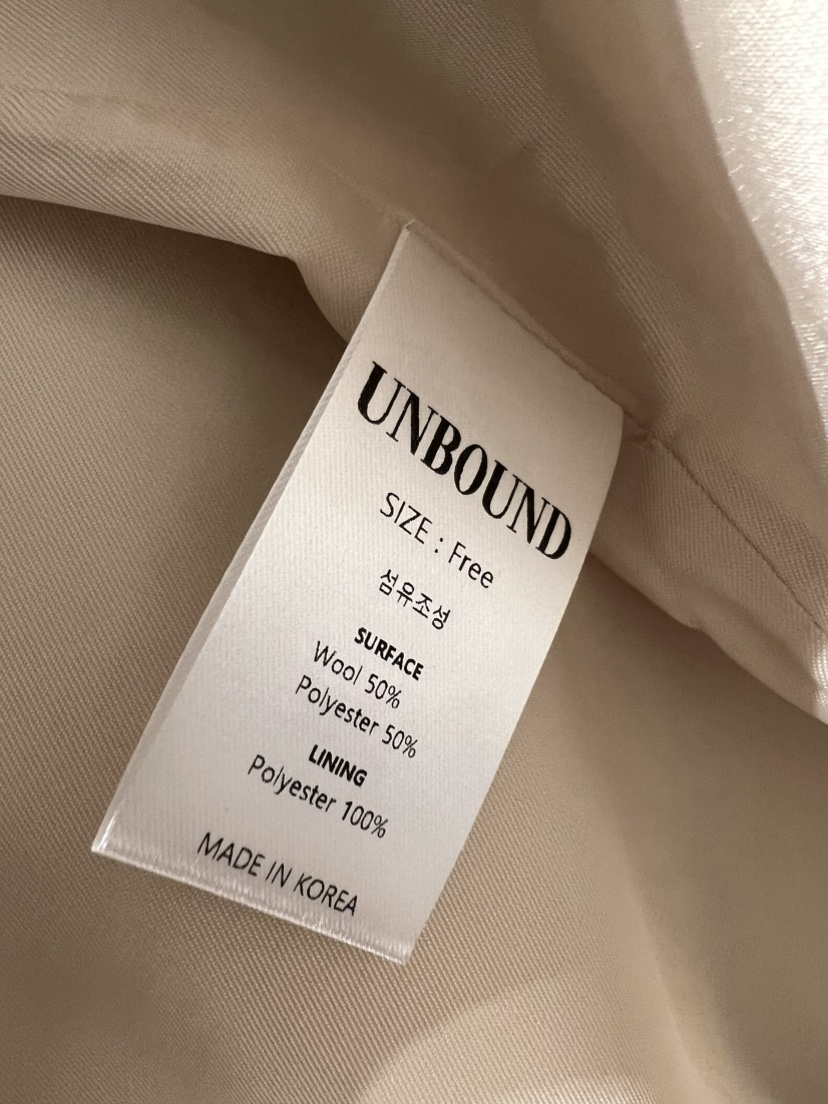 UNBOUND
SIZE : Free
섬유조성
SURFACE
Wool 50%
Polyester 50%
LINING
Polyester 100%
MADE IN KOREA